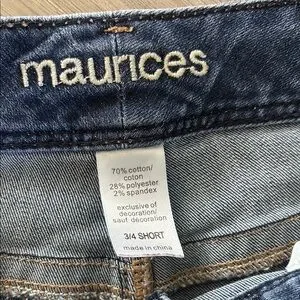 maurices
70% cotton/
coton
28% polyester
2% spandex
exclusive of
decoration/
sauf décoration
3/4 SHORT
made in china